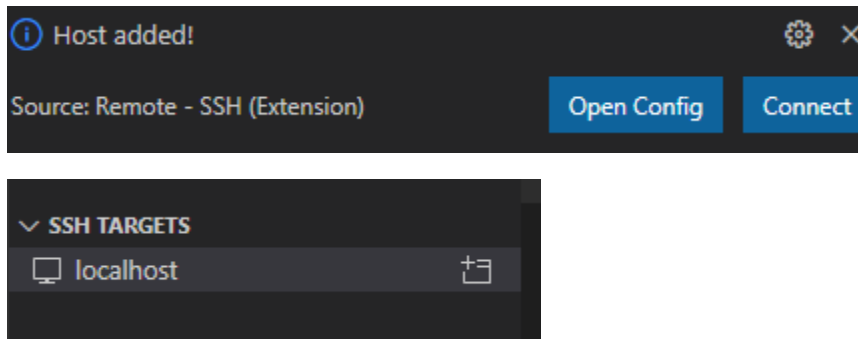 Host added!
Source: Remote - SSH (Extension)
Open Config
Connect
SSH TARGETS
localhost